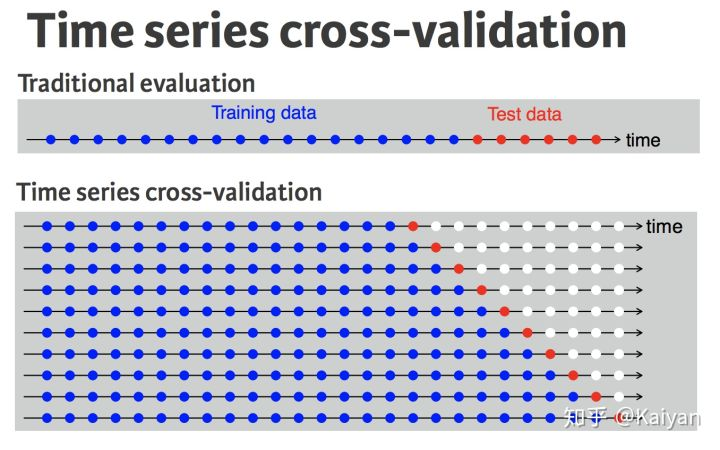 Time series cross-validation
Traditional evaluation
Training data
Test data
time
Time series cross-validation
time
知乎 @Kaiyan